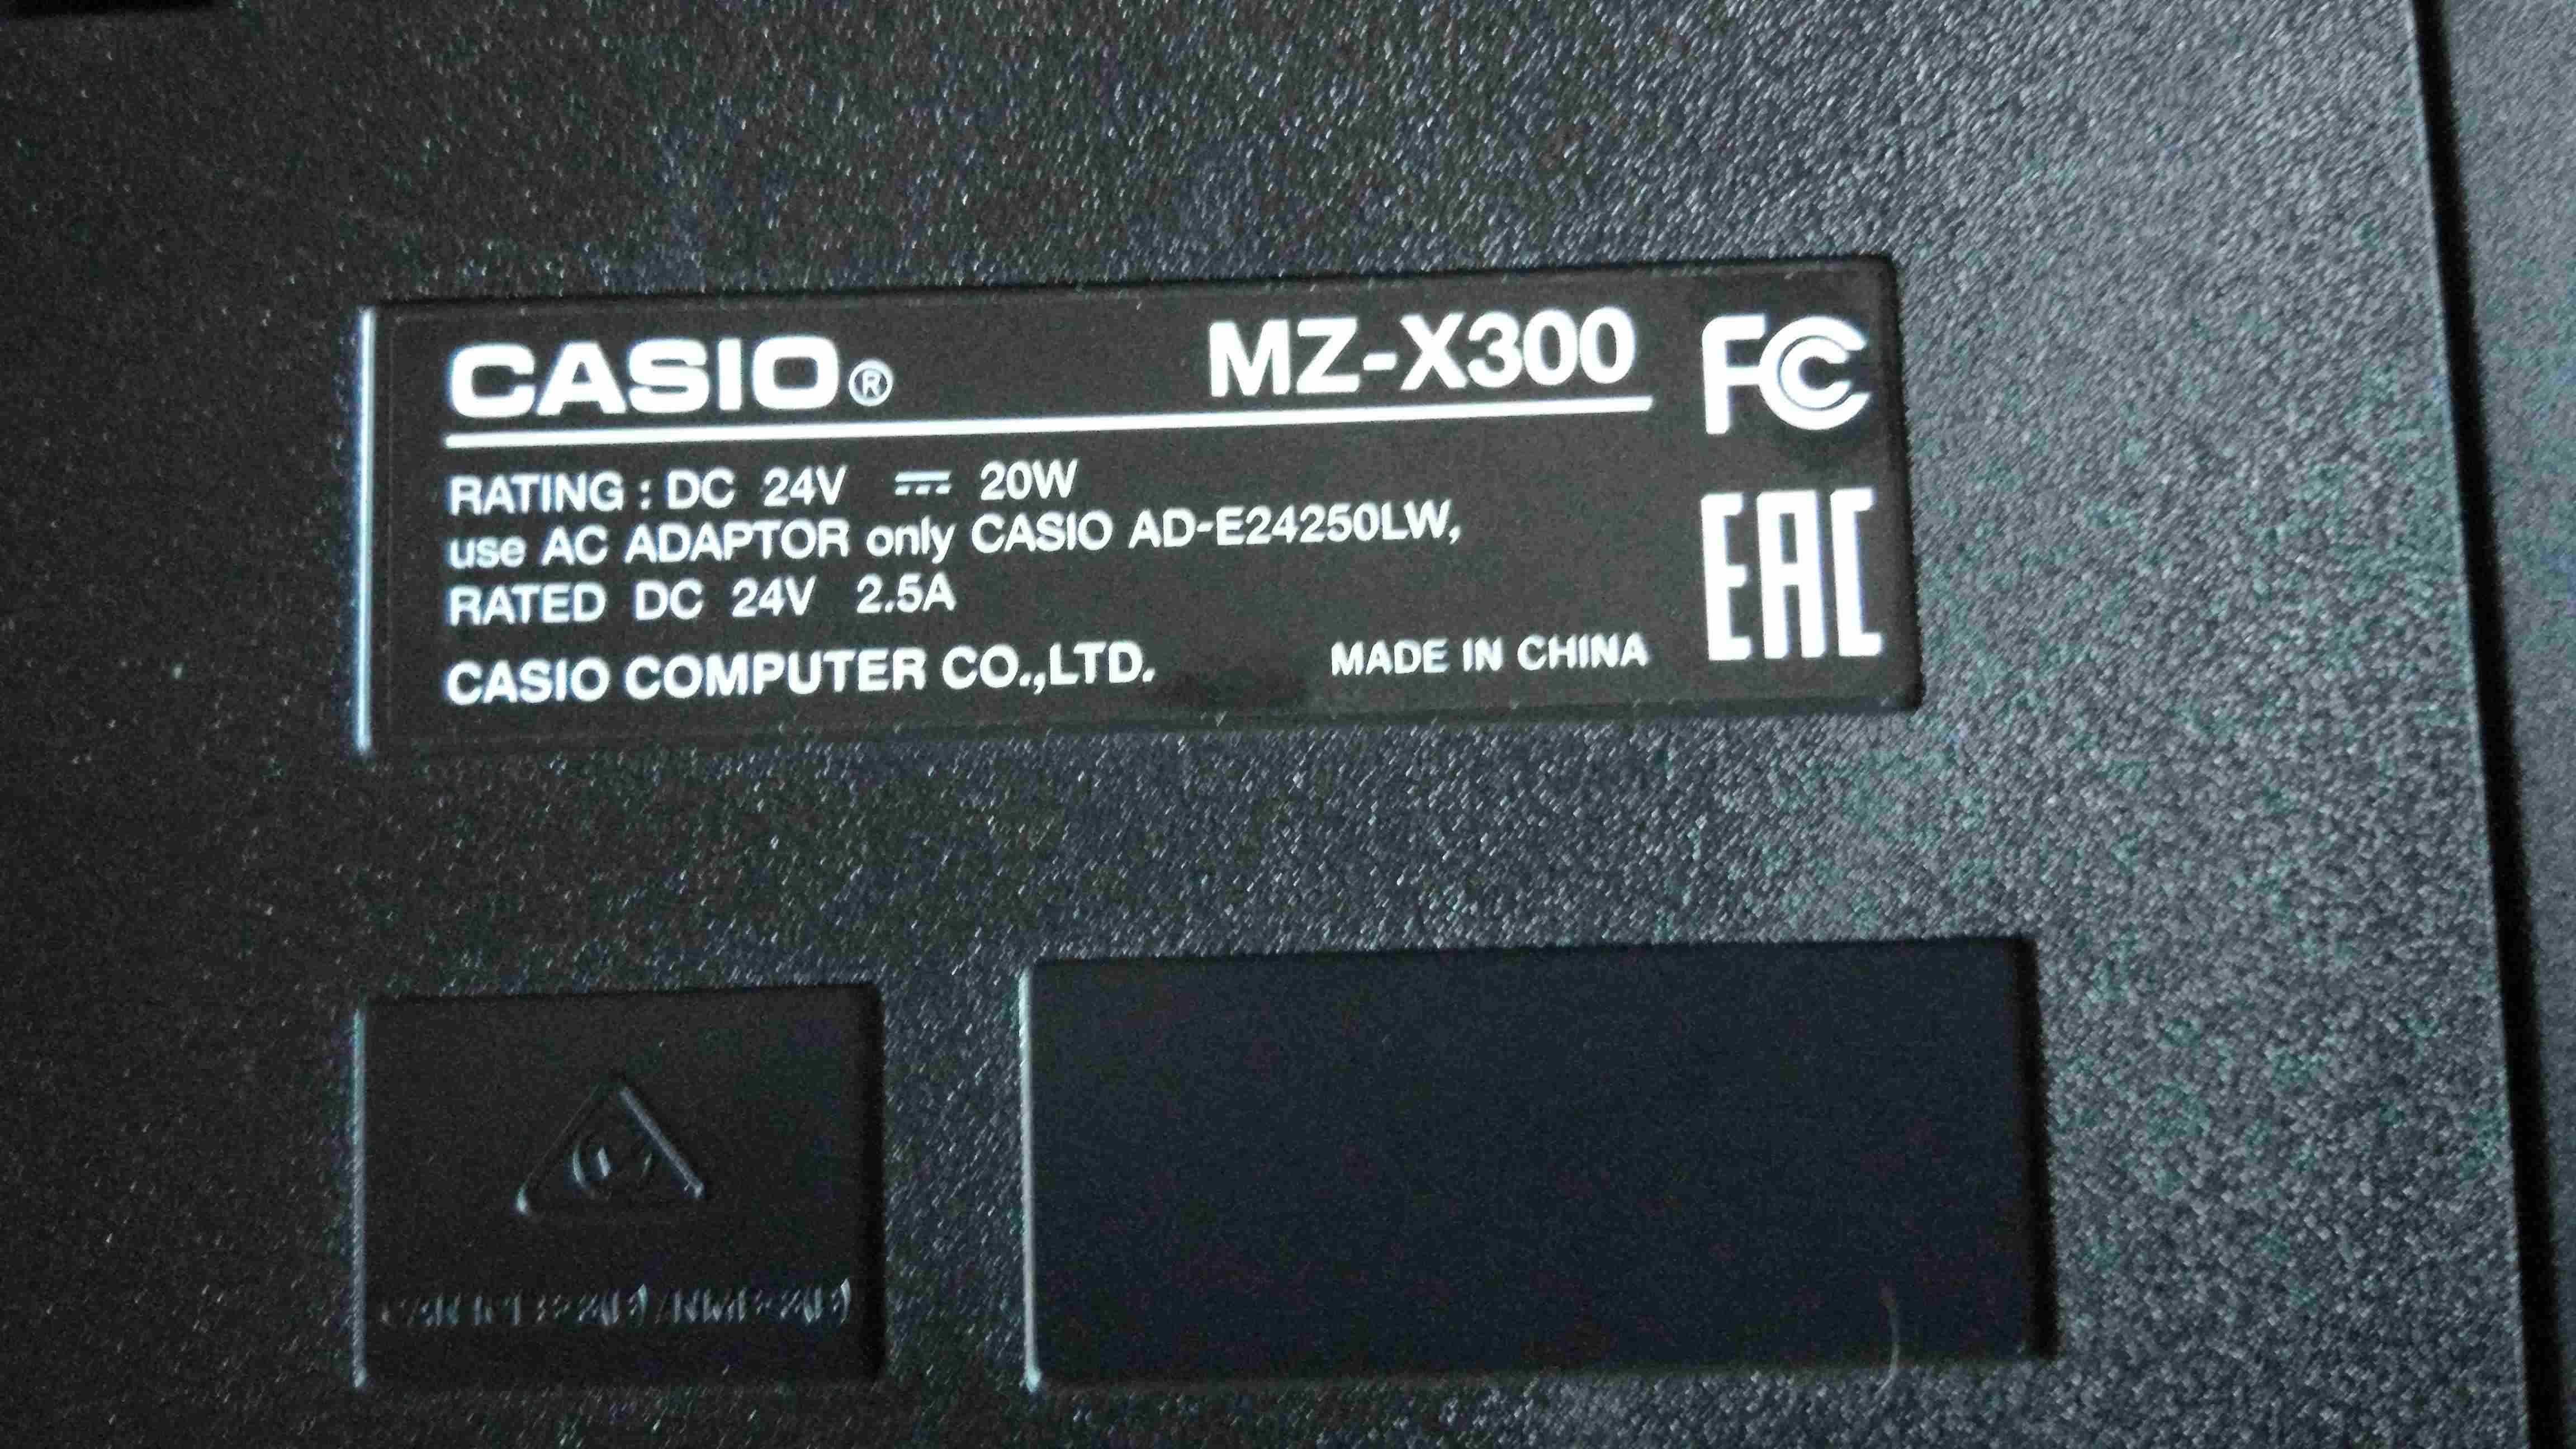 CASIO® MZ-X300 FC
RATING : DC 24V ⎓ 20W
use AC ADAPTOR only CASIO AD-E24250LW,
RATED DC 24V 2.5A
EAC
CASIO COMPUTER CO.,LTD. MADE IN CHINA